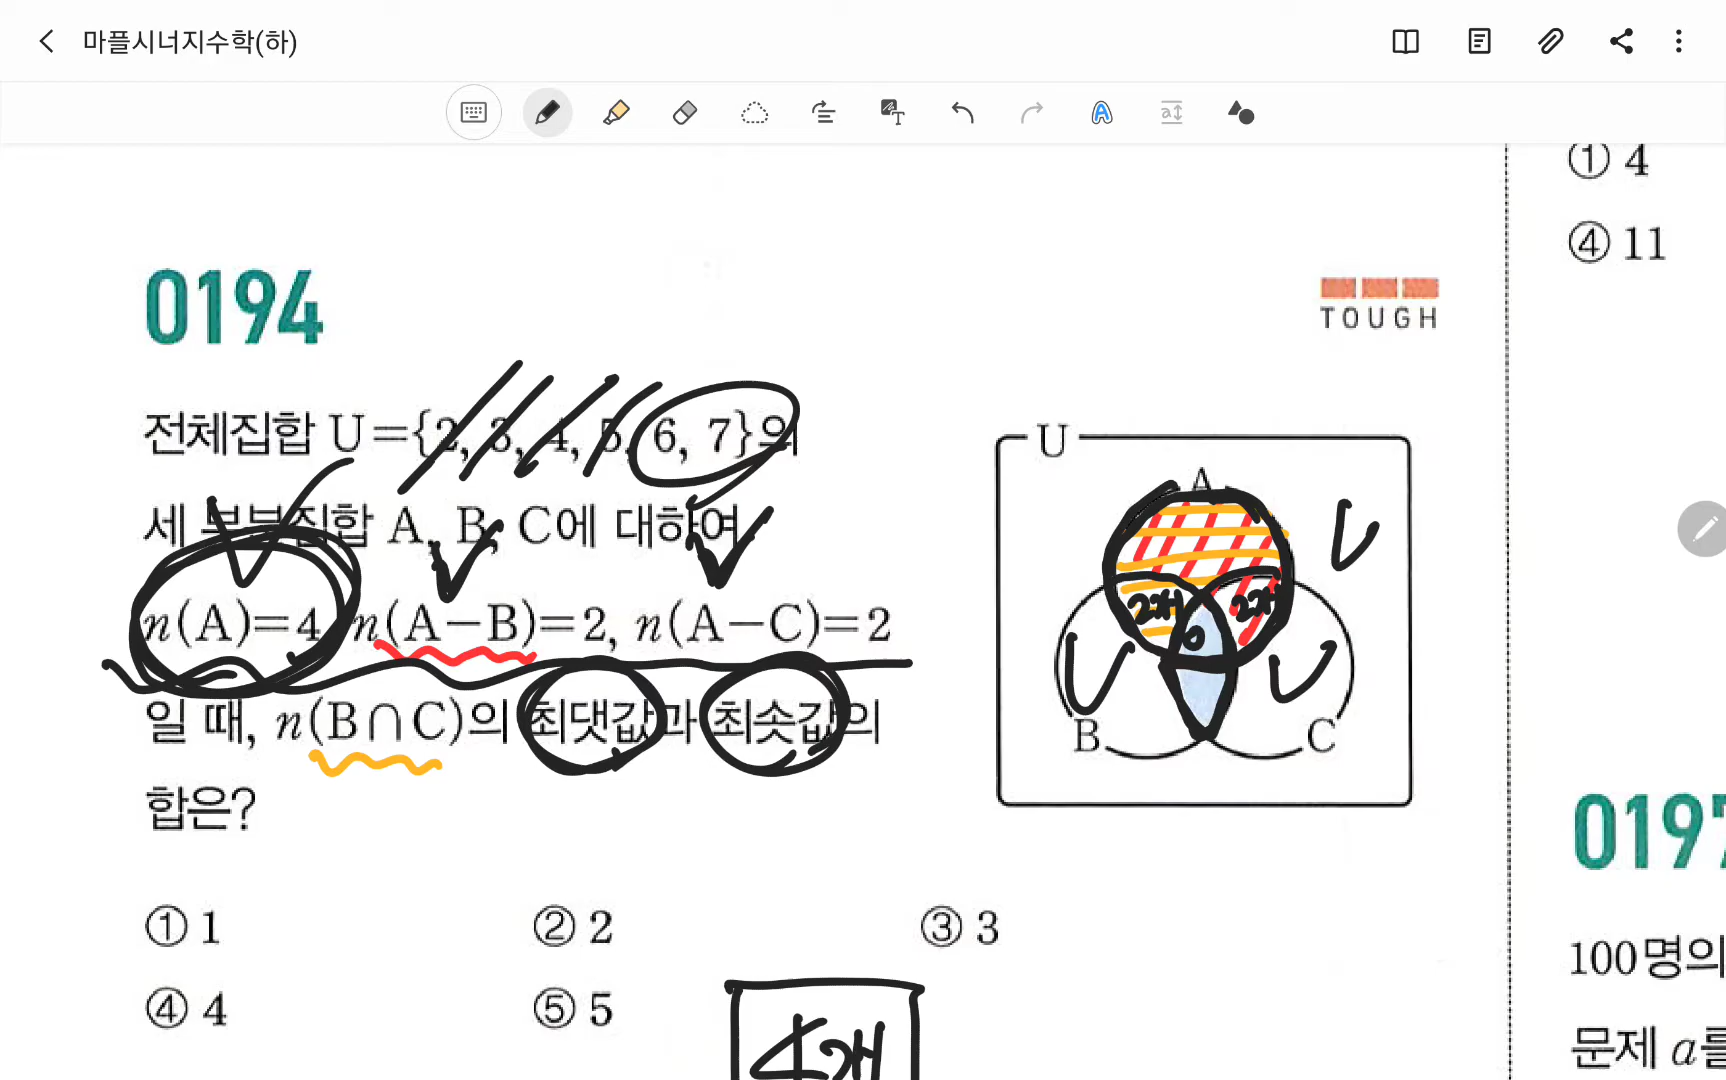 마플시너지수학(하)
① 4
④ 11
0194
TOUGH
전체집합 U={2, 3, 4, 5, 6, 7}의
세 부분집합 A, B, C에 대하여
n(A)=4, n(A−B)=2, n(A−C)=2
일 때, n(B∩C)의 최댓값과 최솟값의
합은?
U
A
2개
2개
0
B
C
① 1
② 2
③ 3
④ 4
⑤ 5
4개
0197
100명의
문제 a를